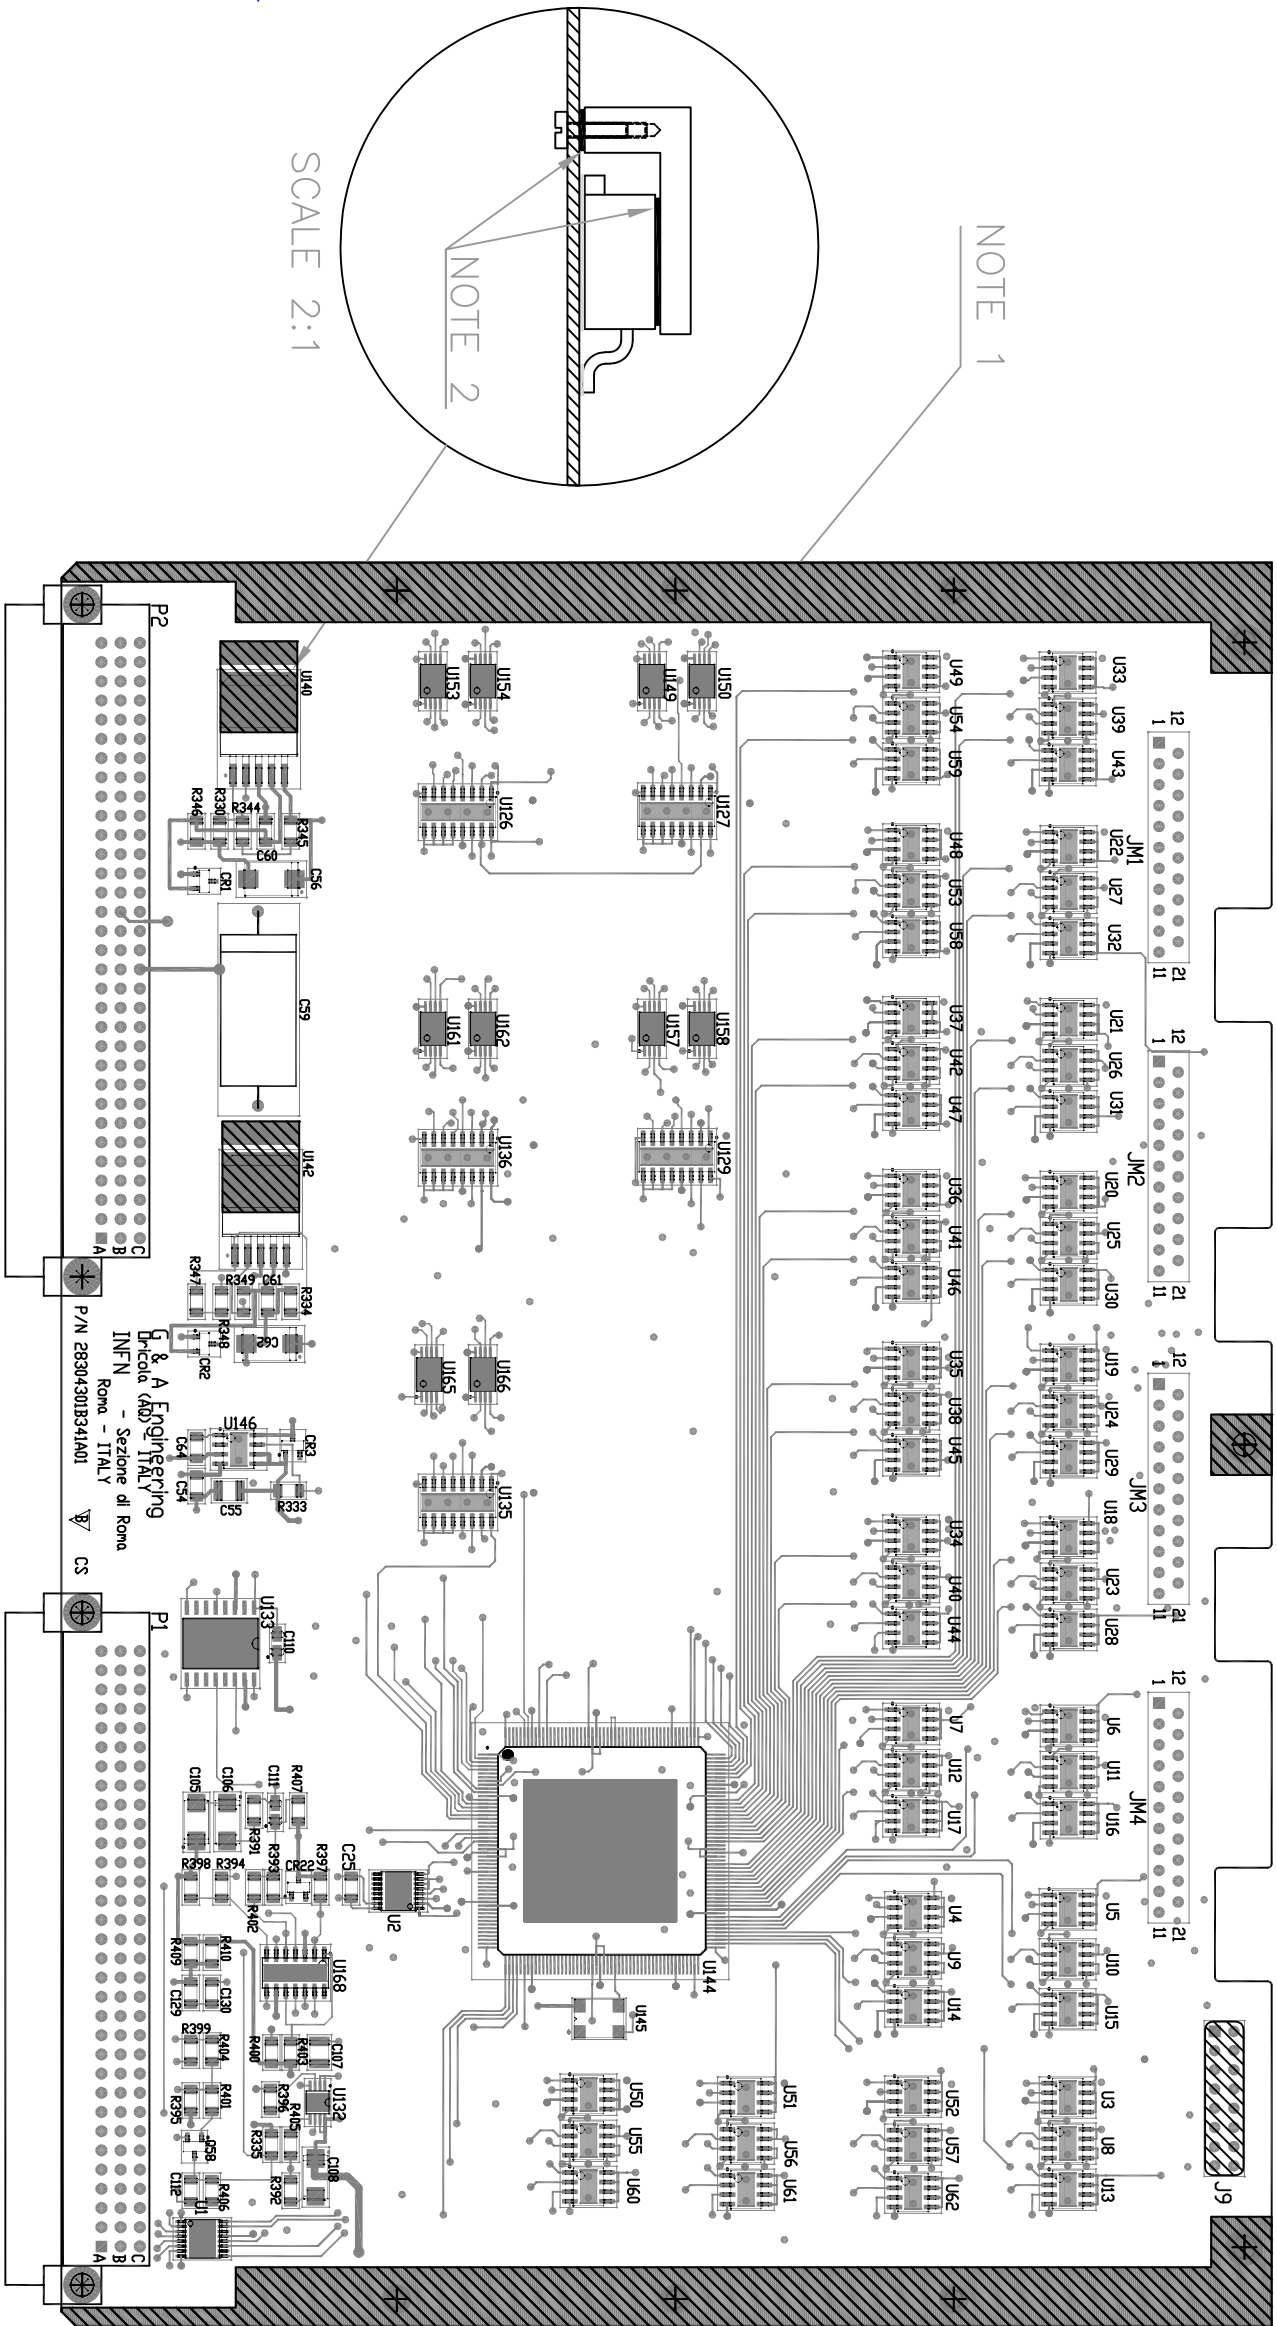 NOTE 1
NOTE 2
SCALE 2:1
P2
U140
U153
U154
U149
U150
U49
U54
U59
U33
U39
U43
12
1
JM1
11
21
R346
R330
R344
R345
C60
CR1
C56
U126
U127
U48
U53
U58
U22
U27
U32
C59
U161
U162
U157
U158
U37
U42
U47
U21
U26
U31
12
1
JM2
11
21
U142
U136
U129
U36
U41
U46
U20
U25
U30
A
B
C
R347
R349
C61
R334
R348
CR2
C62
U165
U166
U35
U38
U45
U19
U24
U29
12
1
JM3
11
21
P/N 28304301B341A01
B
CS
G & A Engineering
Oricola (AQ)- ITALY
INFN - Sezione di Roma
Roma - ITALY
C64
U146
CR3
C54
C55
R333
U135
U34
U40
U44
U18
U23
U28
P1
U133
C110
U7
U12
U17
U6
U11
U16
12
1
JM4
11
21
C105
C106
R391
C111
R407
R398
R394
R393
CR22
R397
C25
R402
U2
U144
U4
U9
U14
U5
U10
U15
R409
R410
U168
C129
C130
U145
R399
R404
R400
R403
C107
R395
R401
R396
U132
R405
Q58
R335
C108
C112
R406
R392
U1
U50
U55
U60
U51
U56
U61
U52
U57
U62
U3
U8
U13
J9
A
B
C